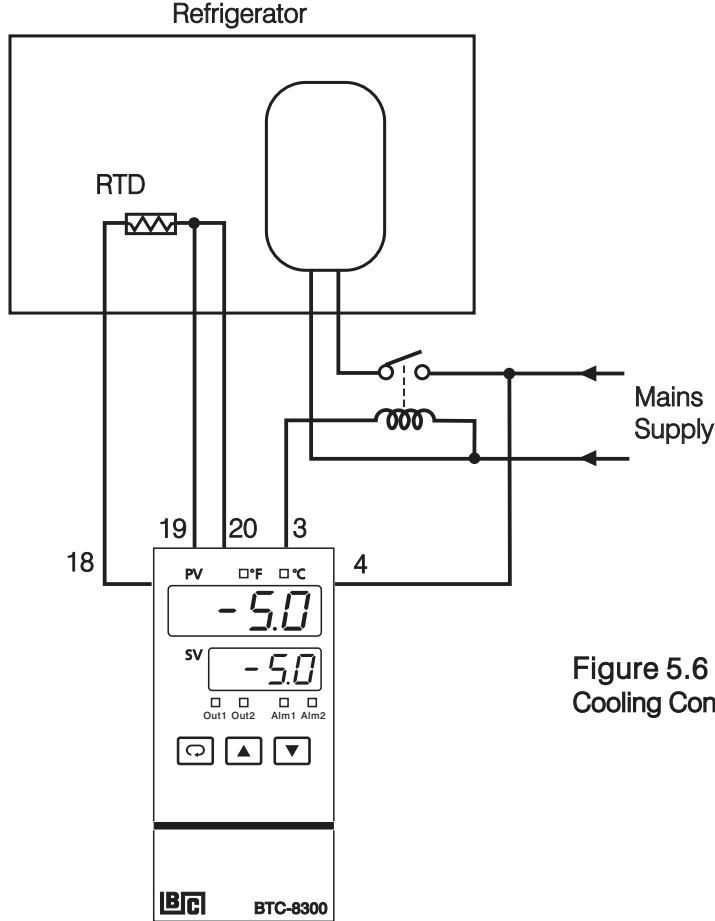 Refrigerator
RTD
Mains
Supply
19
20
3
18
4
PV °F °C
-5.0
SV
-5.0
Out1 Out2 Alm1 Alm2
Figure 5.6
Cooling Con
BC
BTC-8300